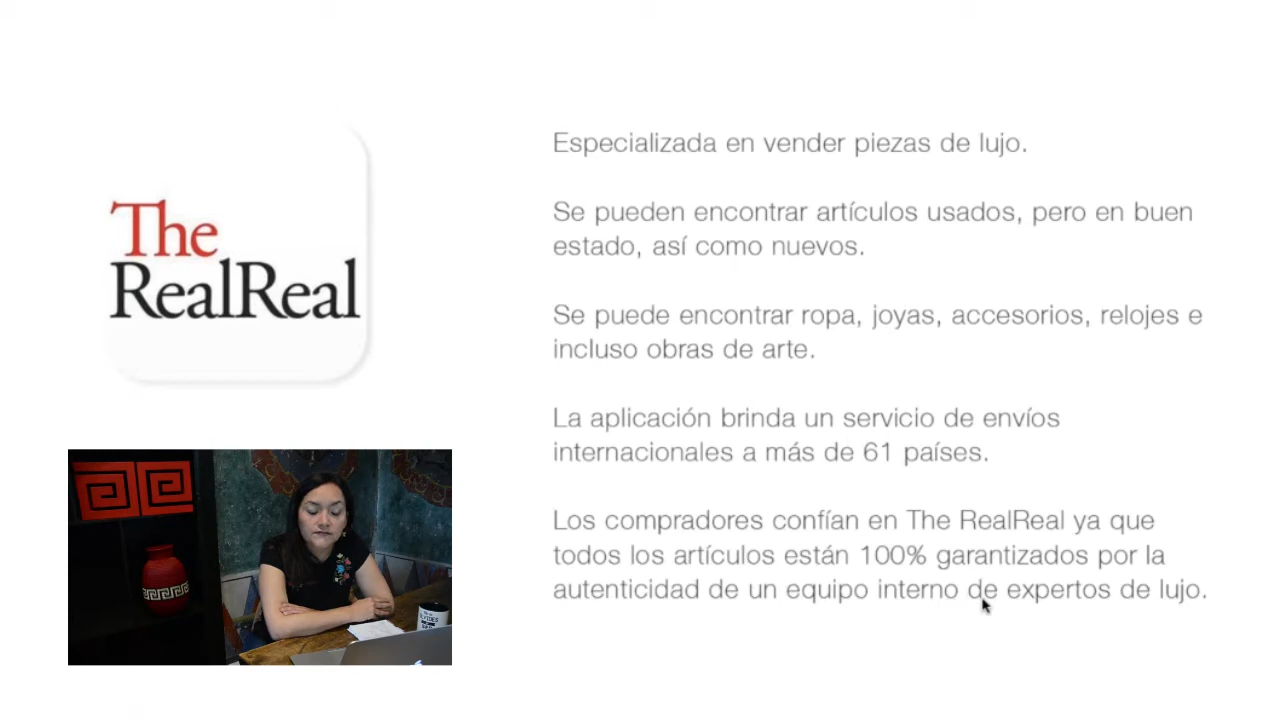 The
RealReal
Especializada en vender piezas de lujo.
Se pueden encontrar artículos usados, pero en buen
estado, así como nuevos.
Se puede encontrar ropa, joyas, accesorios, relojes e
incluso obras de arte.
La aplicación brinda un servicio de envíos
internacionales a más de 61 países.
Los compradores confían en The RealReal ya que
todos los artículos están 100% garantizados por la
autenticidad de un equipo interno de expertos de lujo.